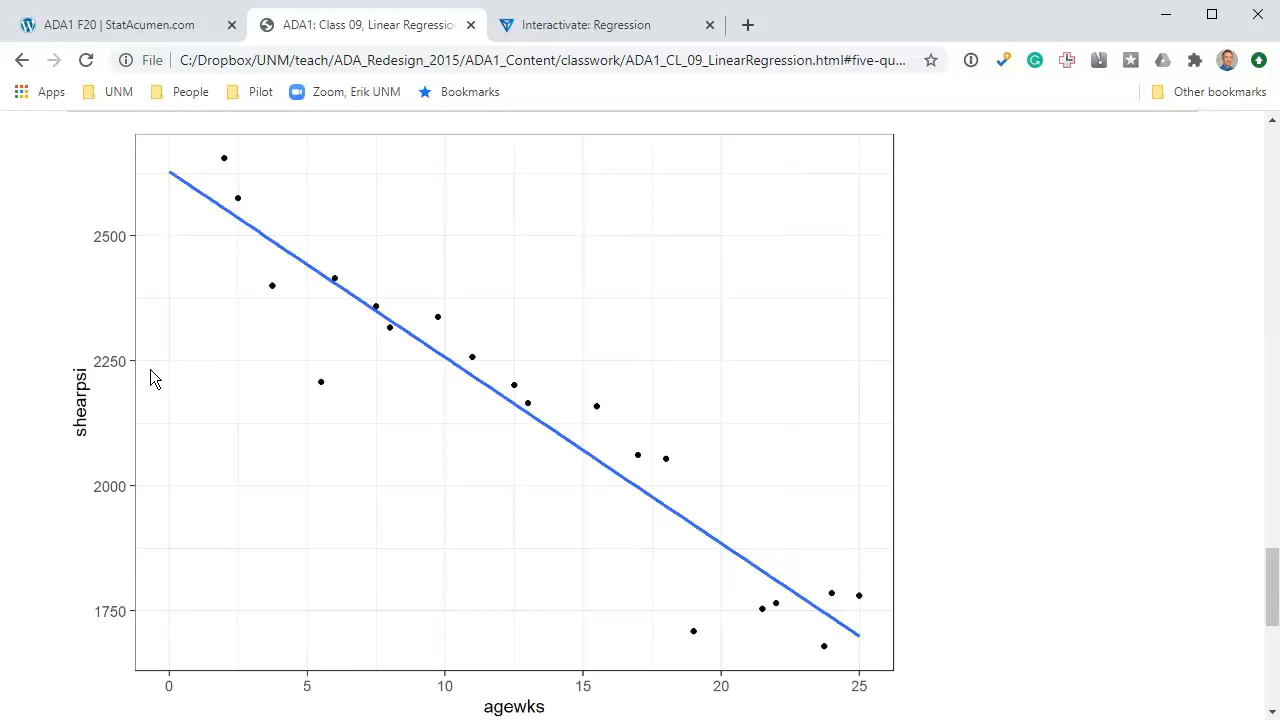 ADA1 F20 | StatAcumen.com
ADA1: Class 09, Linear Regressio
Interactivate: Regression
File
C:/Dropbox/UNM/teach/ADA_Redesign_2015/ADA1_Content/classwork/ADA1_CL_09_LinearRegression.html#five-qu...
Apps UNM People Pilot Zoom, Erik UNM Bookmarks Other bookmarks
2500
2250
2000
1750
shearpsi
0 5 10 15 20 25
agewks